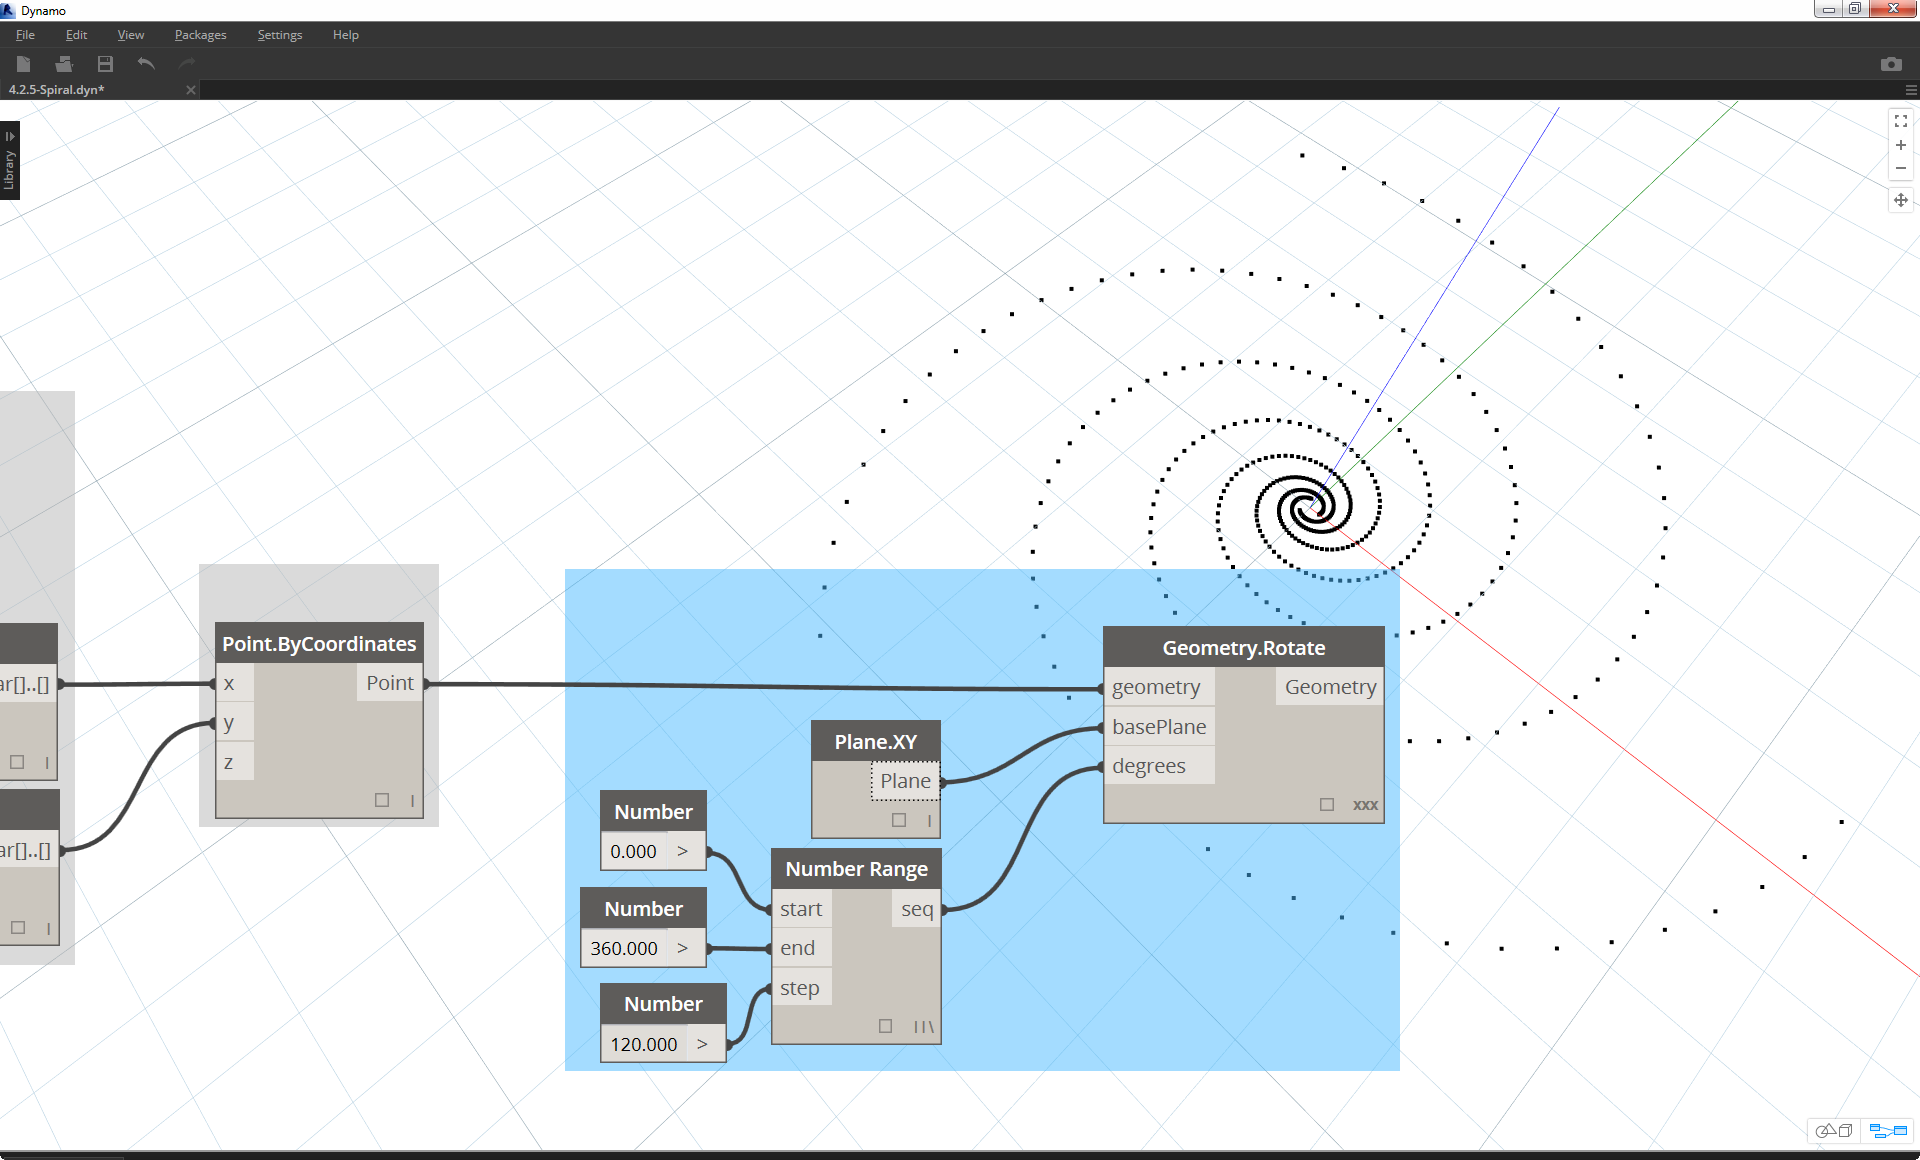 Dynamo
File Edit View Packages Settings Help
4.2.5-Spiral.dyn*
Library
ar[]..[]
ar[]..[]
Point.ByCoordinates
x Point
y
z
Number
0.000 >
Number
360.000 >
Number
120.000 >
Plane.XY
Plane
Number Range
start seq
end
step
Geometry.Rotate
geometry Geometry
basePlane
degrees
xxx